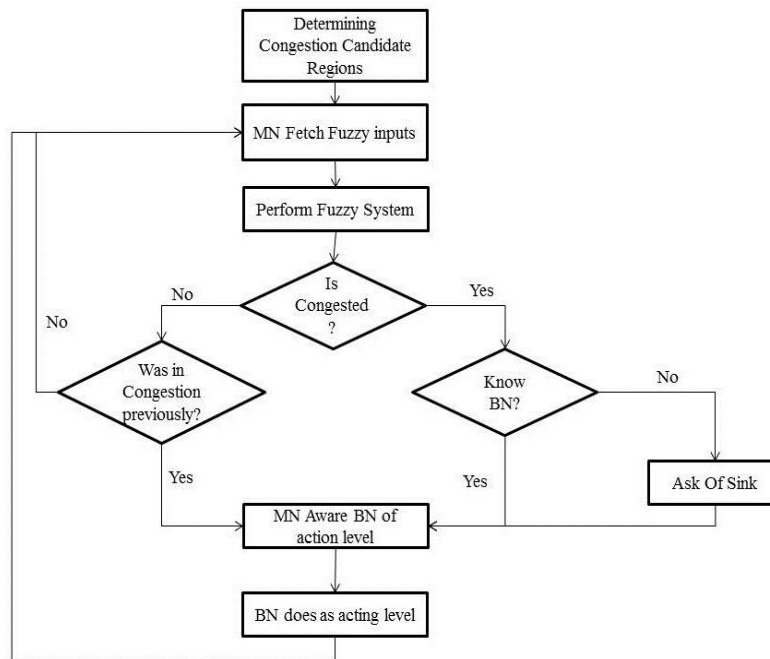 Determining
Congestion Candidate
Regions
MN Fetch Fuzzy inputs
Perform Fuzzy System
Is
Congested
?
No
Yes
No
Was in
Congestion
previously?
Know
BN?
No
Yes
Yes
Ask Of Sink
MN Aware BN of
action level
BN does as acting level